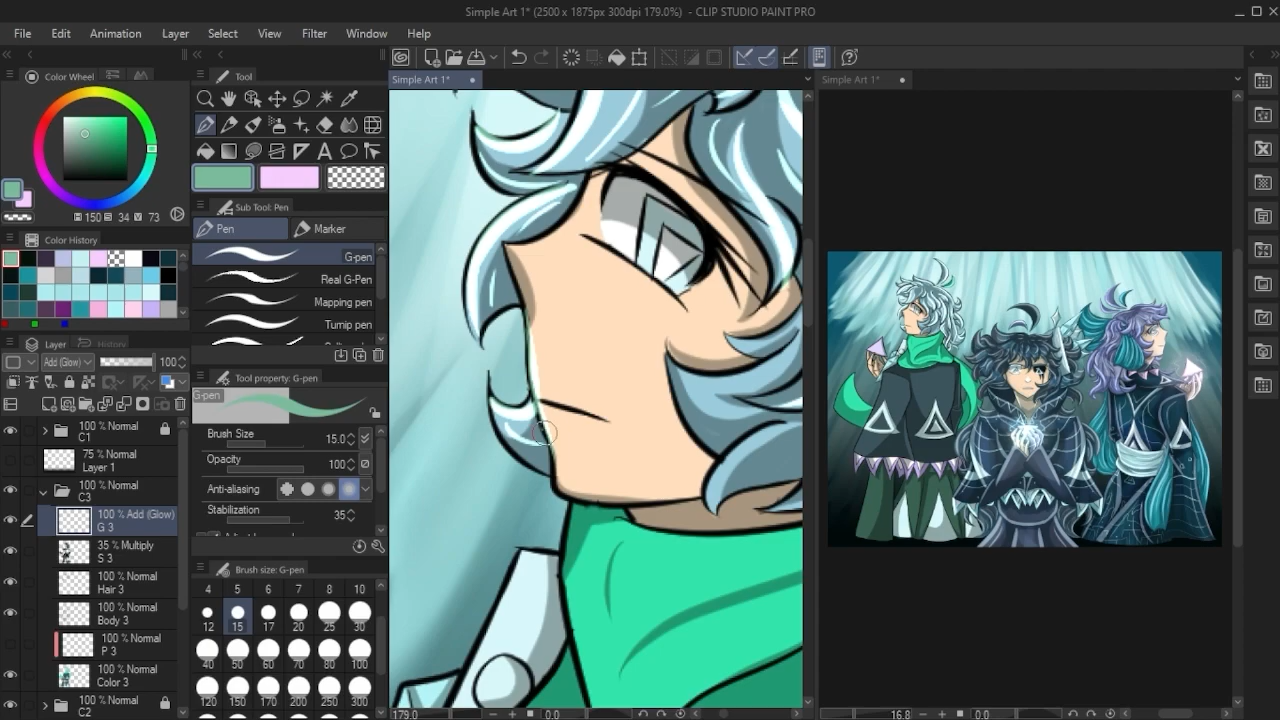 Simple Art 1* (2500 x 1875px 300dpi 179.0%) - CLIP STUDIO PAINT PRO
File Edit Animation Layer Select View Filter Window Help
Color Wheel
150 34 73
Color History
Layer History
Add (Glow) 100
100 % Normal
C1
75 % Normal
Layer 1
100 % Normal
C3
100 % Add (Glow)
G 3
35 % Multiply
S 3
100 % Normal
Hair 3
100 % Normal
Body 3
100 % Normal
P 3
100 % Normal
Color 3
100 % Normal
C2
Tool
Sub Tool: Pen
Pen Marker
G-pen
Real G-Pen
Mapping pen
Turnip pen
Tool property: G-pen
G-pen
Brush Size 15.0
Opacity 100
Anti-aliasing
Stabilization 35
Brush size: G-pen
4 5 6 7 8 10
12 15 17 20 25 30
40 50 60 70 80 100
120 150 170 200 250 300
Simple Art 1*
179.0 0.0
Simple Art 1*
16.8 0.0